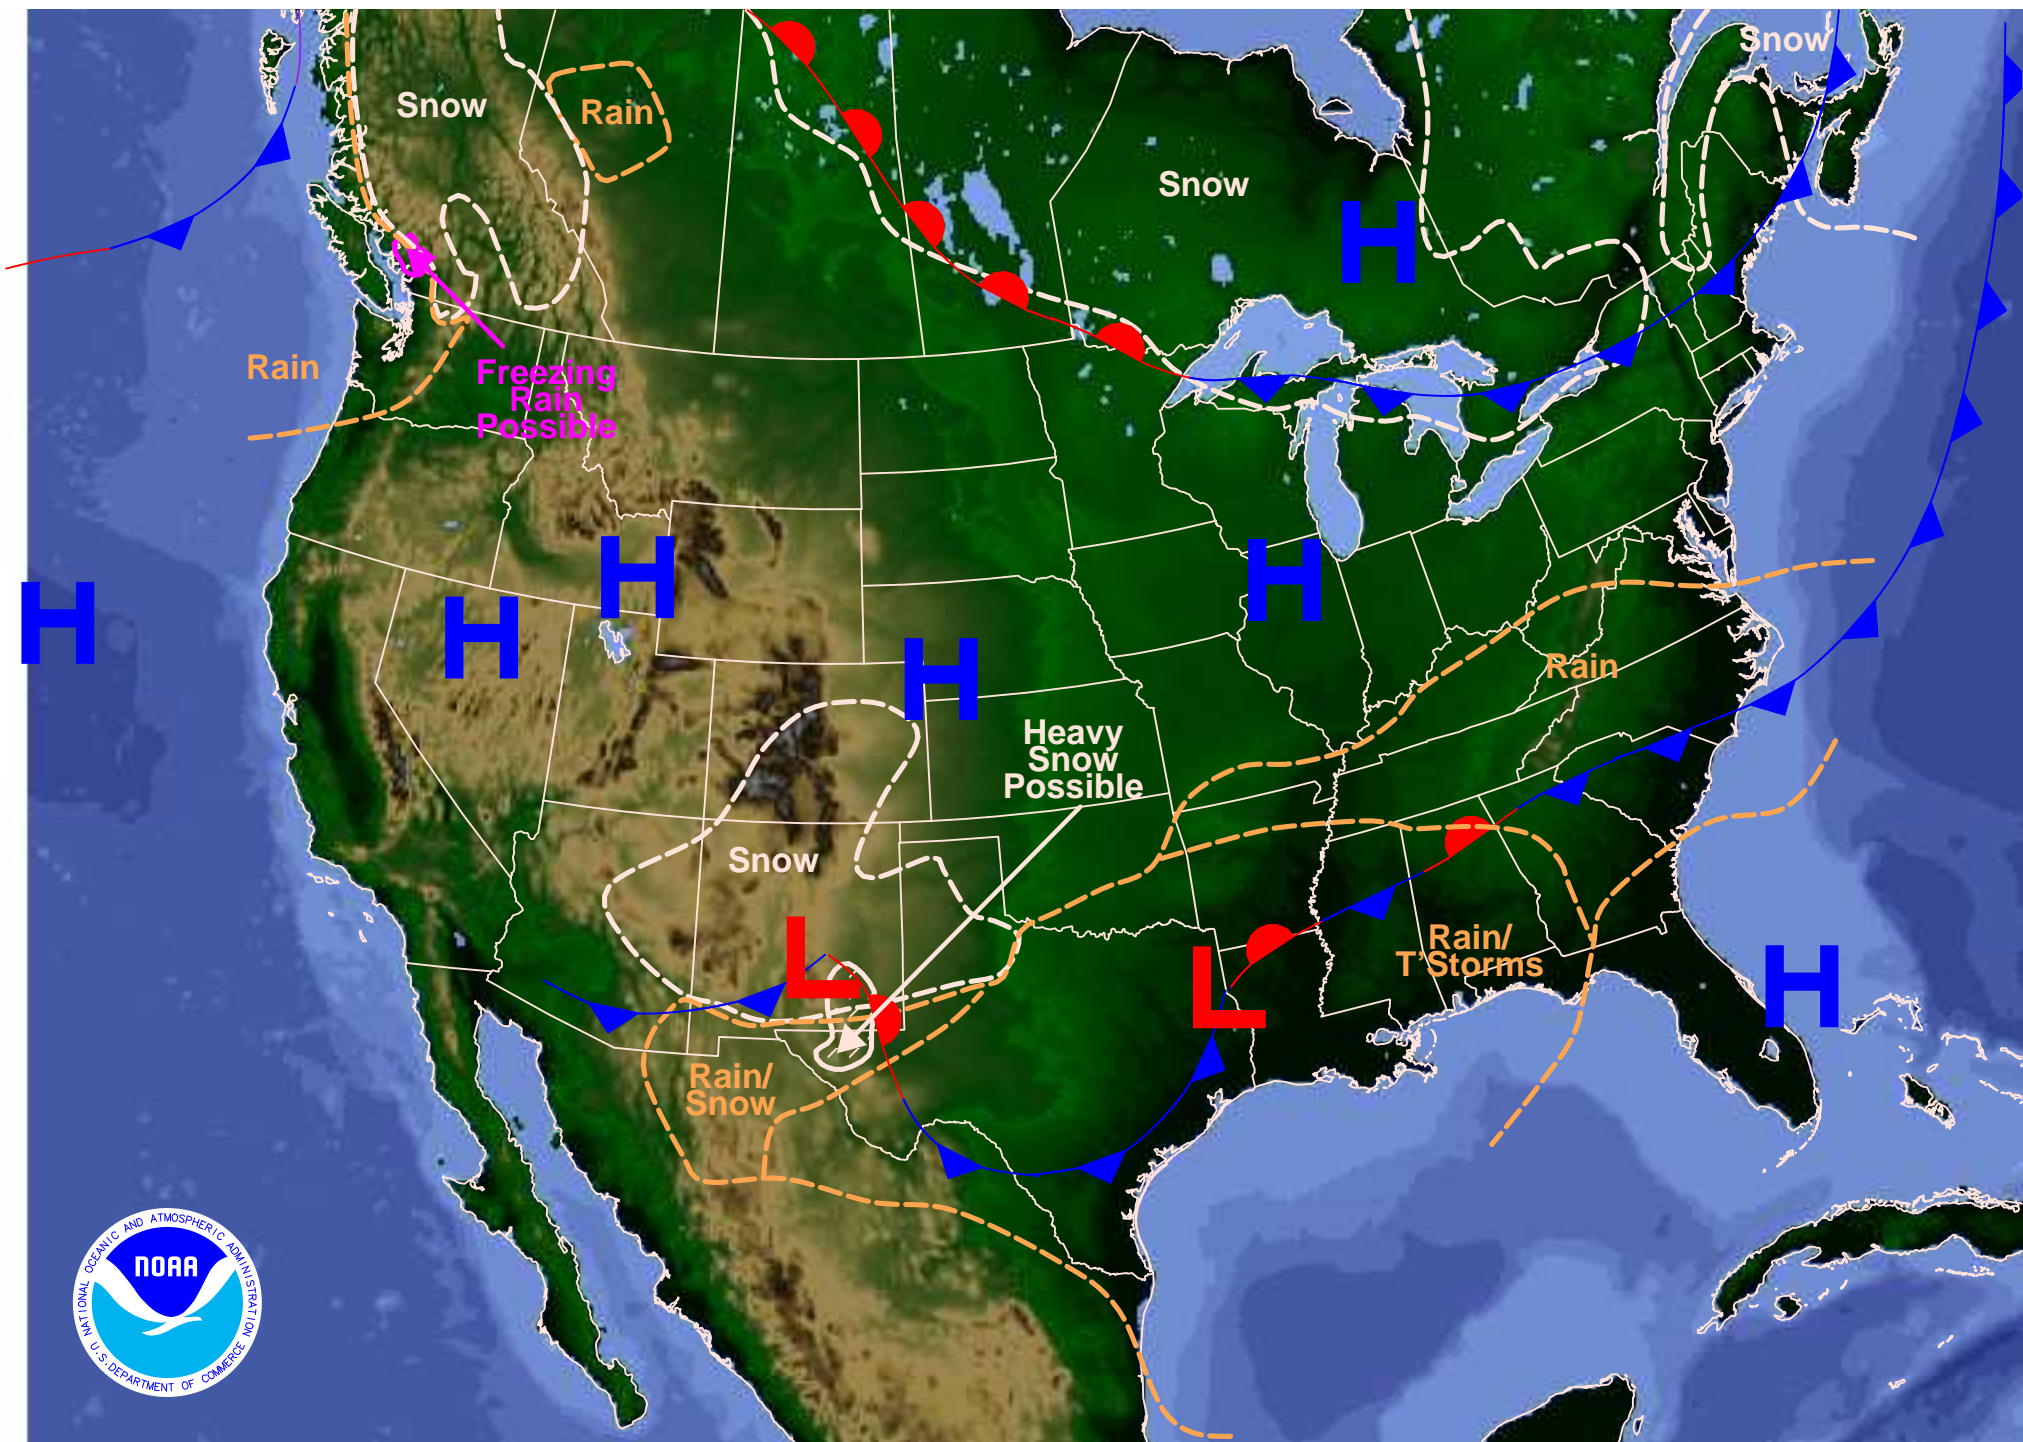 Snow
Snow
Rain
Snow
H
Rain
Freezing
Rain
Possible
H
H
H
H
H
Rain
Heavy
Snow
Possible
Snow
L
L
Rain/
T'Storms
H
Rain/
Snow
NATIONAL OCEANIC AND ATMOSPHERIC ADMINISTRATION
NOAA
U.S. DEPARTMENT OF COMMERCE